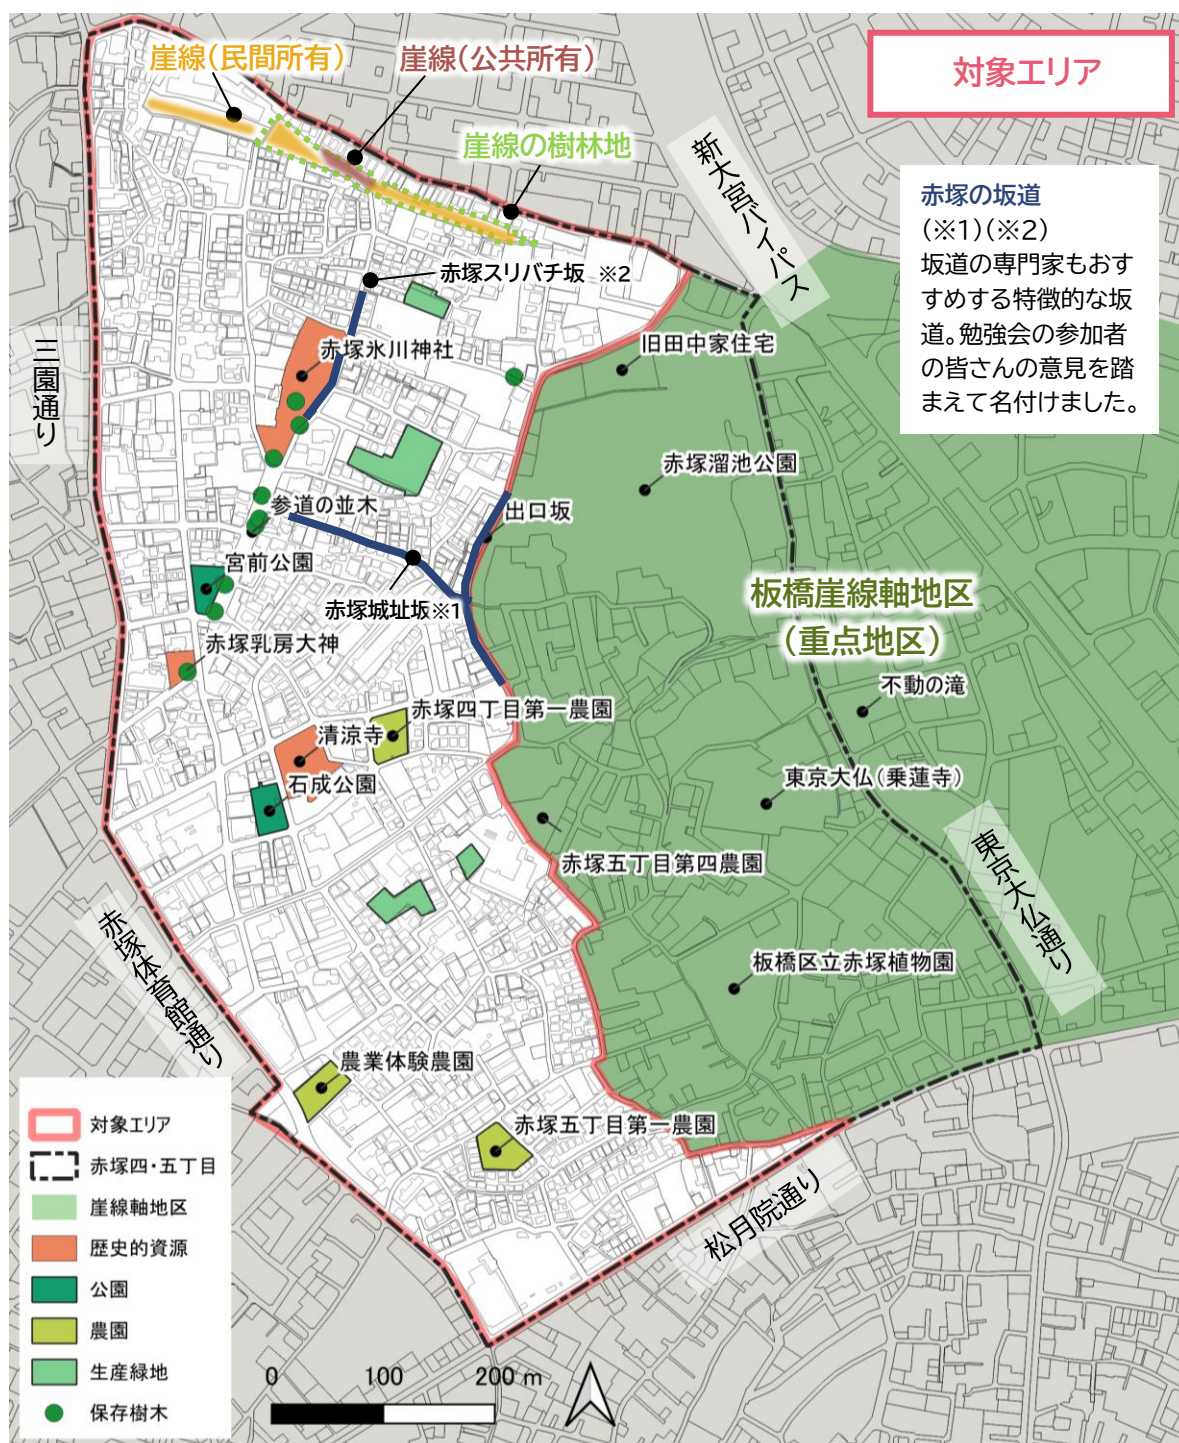 崖線（民間所有）
崖線（公共所有）
対象エリア
崖線の樹林地
新大宮バイパス
赤塚の坂道
（※1）（※2）
坂道の専門家もおす
すめする特徴的な坂
道。勉強会の参加者
の皆さんの意見を踏
まえて名付けました。
赤塚スリバチ坂 ※2
三園通り
赤塚氷川神社
旧田中家住宅
赤塚溜池公園
参道の並木
出口坂
宮前公園
板橋崖線軸地区
（重点地区）
赤塚城址坂※1
赤塚乳房大神
不動の滝
赤塚四丁目第一農園
清涼寺
石成公園
東京大仏（乗蓮寺）
赤塚五丁目第四農園
東京大仏通り
赤塚体育館通り
板橋区立赤塚植物園
農業体験農園
赤塚五丁目第一農園
松月院通り
対象エリア
赤塚四・五丁目
崖線軸地区
歴史的資源
公園
農園
生産緑地
保存樹木
0 100 200 m